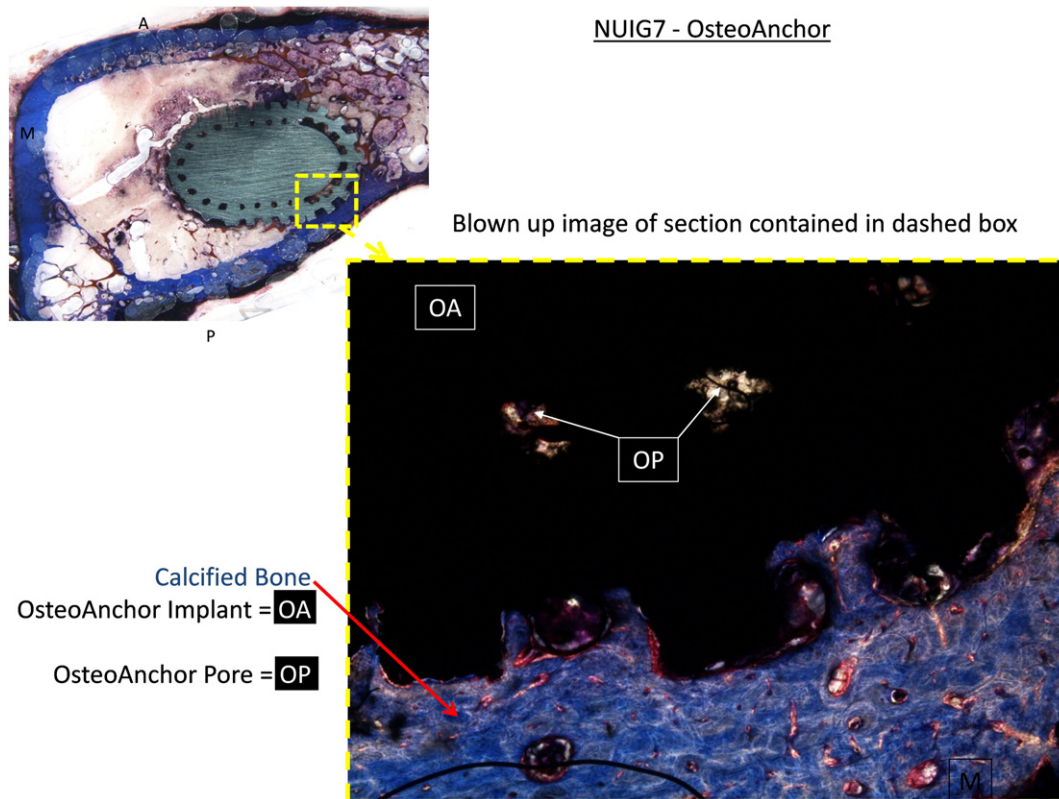 NUIG7 - OsteoAnchor
A
M
P
Blown up image of section contained in dashed box
OA
OP
Calcified Bone
OsteoAnchor Implant = OA
OsteoAnchor Pore = OP
M